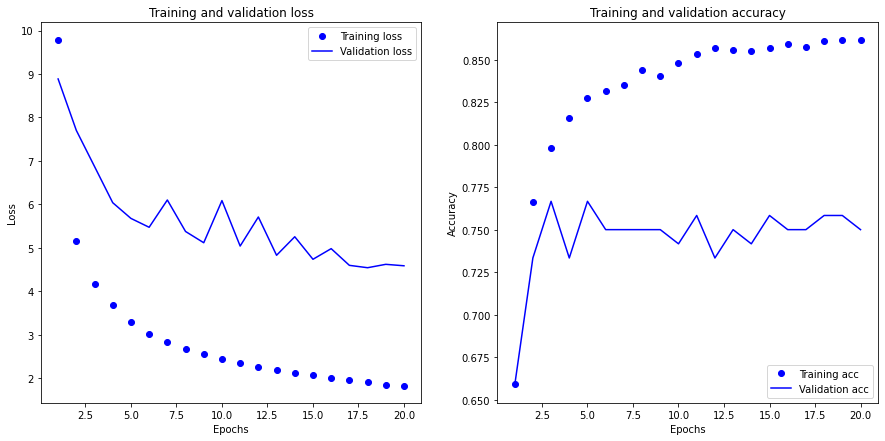 Training and validation loss
Training loss
Validation loss
10
9
8
7
6
5
4
3
2
Loss
2.5 5.0 7.5 10.0 12.5 15.0 17.5 20.0
Epochs
Training and validation accuracy
0.850
0.825
0.800
0.775
0.750
0.725
0.700
0.675
0.650
Accuracy
Training acc
Validation acc
2.5 5.0 7.5 10.0 12.5 15.0 17.5 20.0
Epochs